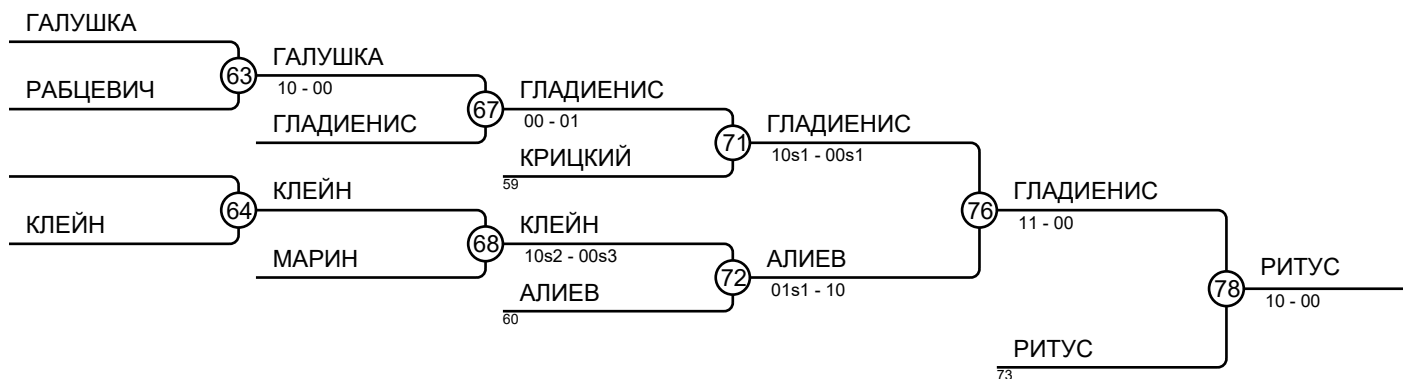 ГАЛУШКА
63
ГАЛУШКА
10 - 00
РАБЦЕВИЧ
67
ГЛАДИЕНИС
00 - 01
ГЛАДИЕНИС
71
ГЛАДИЕНИС
10s1 - 00s1
КРИЦКИЙ
59
КЛЕЙН
64
КЛЕЙН
76
ГЛАДИЕНИС
11 - 00
КЛЕЙН
68
КЛЕЙН
10s2 - 00s3
МАРИН
72
АЛИЕВ
01s1 - 10
АЛИЕВ
60
78
РИТУС
10 - 00
РИТУС
73